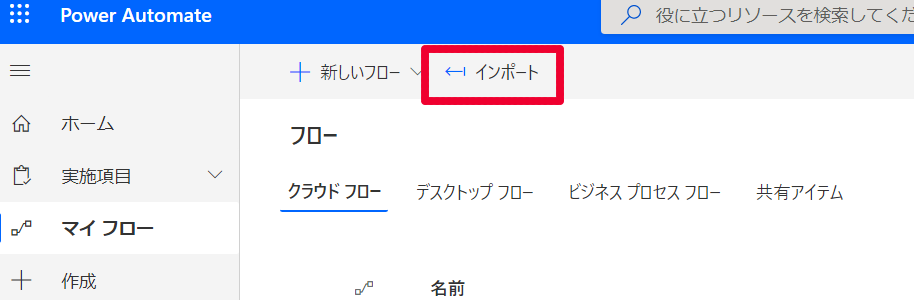 Power Automate
役に立つリソースを検索してくだ
新しいフロー
インポート
ホーム
フロー
実施項目
クラウド フロー
デスクトップ フロー
ビジネス プロセス フロー
共有アイテム
マイ フロー
作成
名前